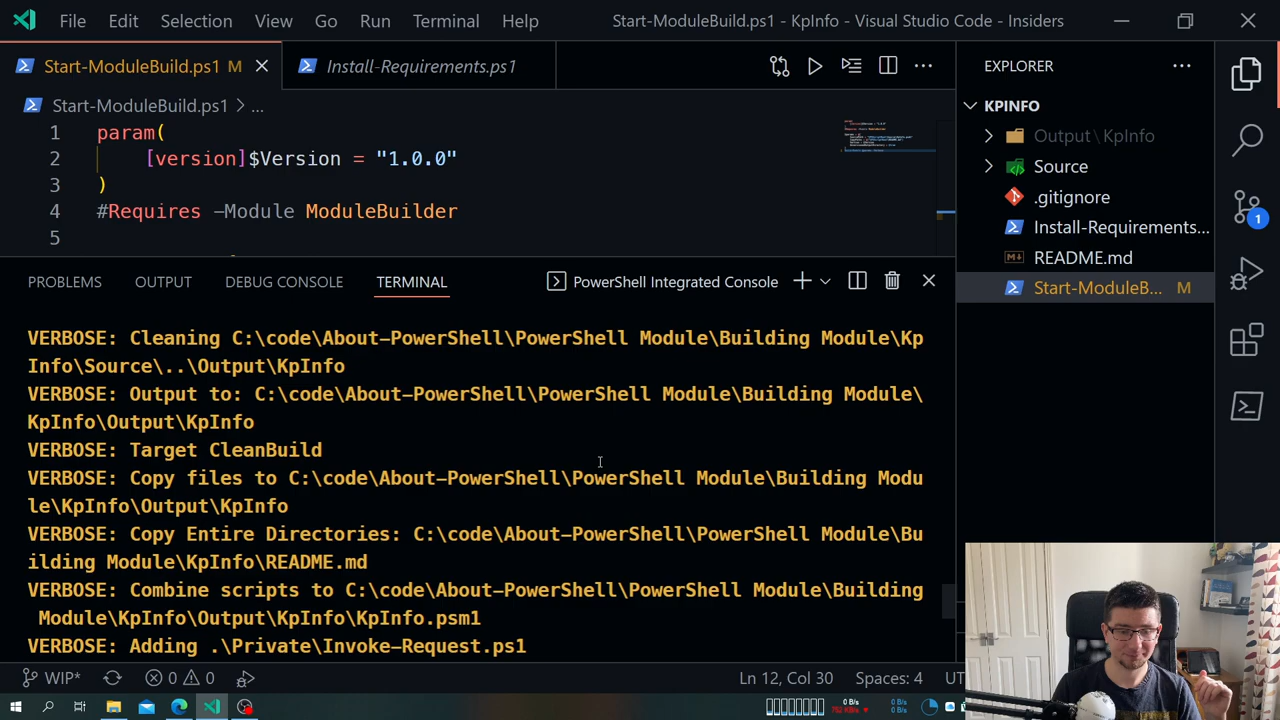 File Edit Selection View Go Run Terminal Help Start-ModuleBuild.ps1 - KpInfo - Visual Studio Code - Insiders
Start-ModuleBuild.ps1 M Install-Requirements.ps1
Start-ModuleBuild.ps1 > ...
1 param(
2 [version]$Version = "1.0.0"
3 )
4 #Requires -Module ModuleBuilder
5
EXPLORER
KPINFO
Output \ KpInfo
Source
.gitignore
Install-Requirements...
README.md
Start-ModuleB... M
1
PROBLEMS OUTPUT DEBUG CONSOLE TERMINAL PowerShell Integrated Console
VERBOSE: Cleaning C:\code\About-PowerShell\PowerShell Module\Building Module\Kp
Info\Source\..\Output\KpInfo
VERBOSE: Output to: C:\code\About-PowerShell\PowerShell Module\Building Module\
KpInfo\Output\KpInfo
VERBOSE: Target CleanBuild
VERBOSE: Copy files to C:\code\About-PowerShell\PowerShell Module\Building Modu
le\KpInfo\Output\KpInfo
VERBOSE: Copy Entire Directories: C:\code\About-PowerShell\PowerShell Module\Bu
ilding Module\KpInfo\README.md
VERBOSE: Combine scripts to C:\code\About-PowerShell\PowerShell Module\Building
Module\KpInfo\Output\KpInfo\KpInfo.psm1
VERBOSE: Adding .\Private\Invoke-Request.ps1
WIP* 0 0 Ln 12, Col 30 Spaces: 4 UT
0 B/s
0 B/s
0 B/s